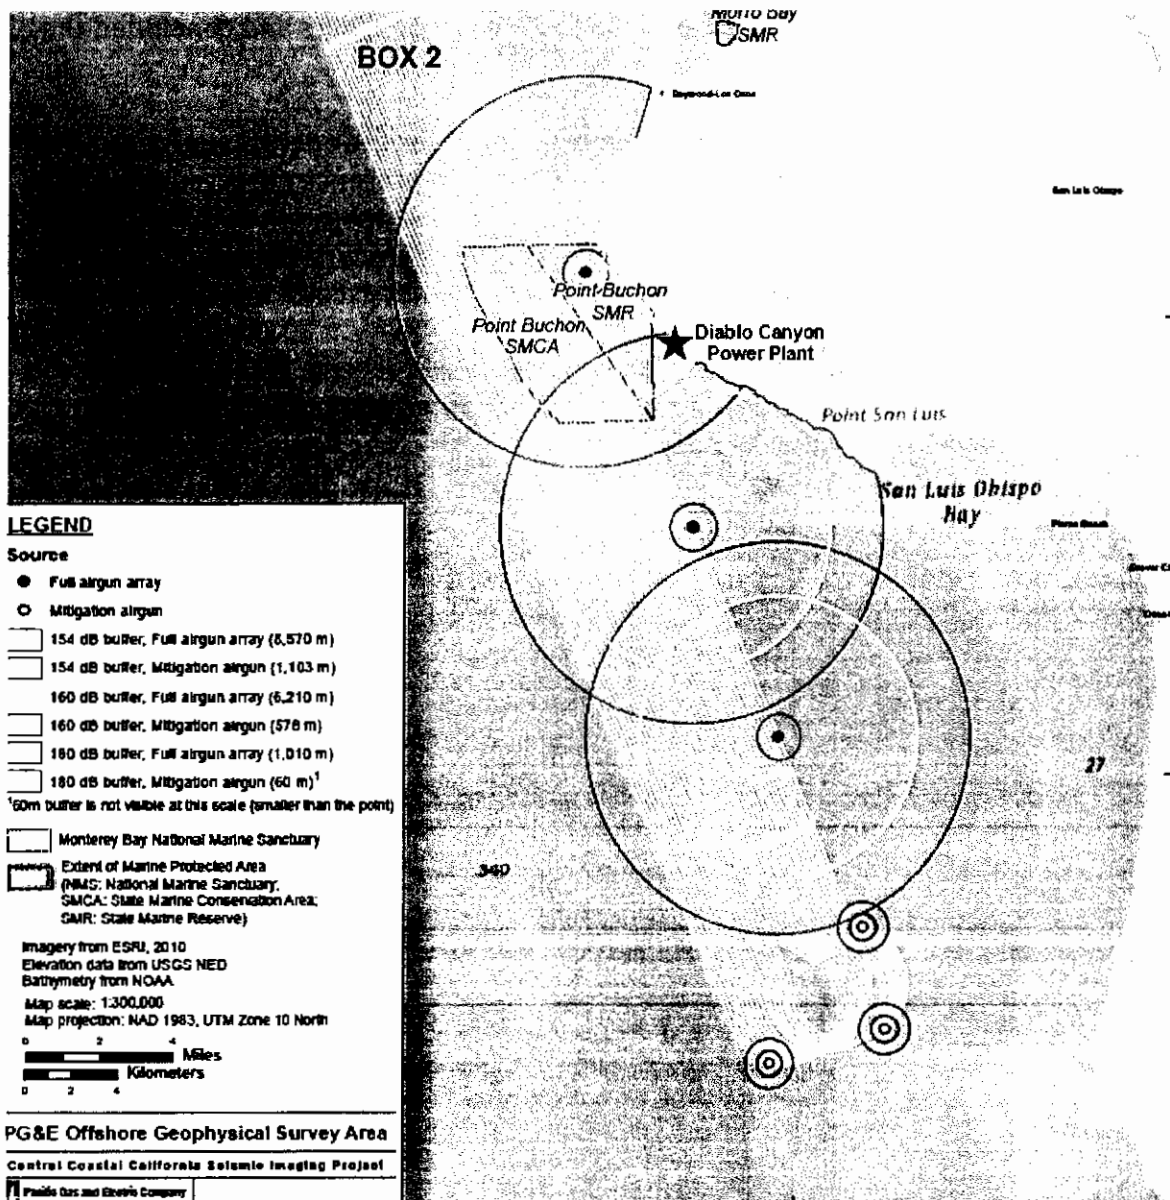 Morro Bay
SMR
BOX 2
San Luis Obispo
Point Buchon
SMR
Point Buchon
SMCA
Diablo Canyon
Power Plant
Point San Luis
San Luis Obispo
Bay
LEGEND
Source
Full airgun array
Mitigation airgun
154 dB buffer, Full airgun array (8,570 m)
154 dB buffer, Mitigation airgun (1,103 m)
160 dB buffer, Full airgun array (6,210 m)
160 dB buffer, Mitigation airgun (578 m)
180 dB buffer, Full airgun array (1,010 m)
180 dB buffer, Mitigation airgun (60 m)¹
¹60m buffer is not visible at this scale (smaller than the point)
Monterey Bay National Marine Sanctuary
Extent of Marine Protected Area
(NMS: National Marine Sanctuary,
SMCA: State Marine Conservation Area;
SMR: State Marine Reserve)
Imagery from ESRI, 2010
Elevation data from USGS NED
Bathymetry from NOAA
Map scale: 1:300,000
Map projection: NAD 1983, UTM Zone 10 North
0 2 4
Miles
Kilometers
0 2 4
PG&E Offshore Geophysical Survey Area
Central Coastal California Seismic Imaging Project
Pacific Gas and Electric Company
340
27